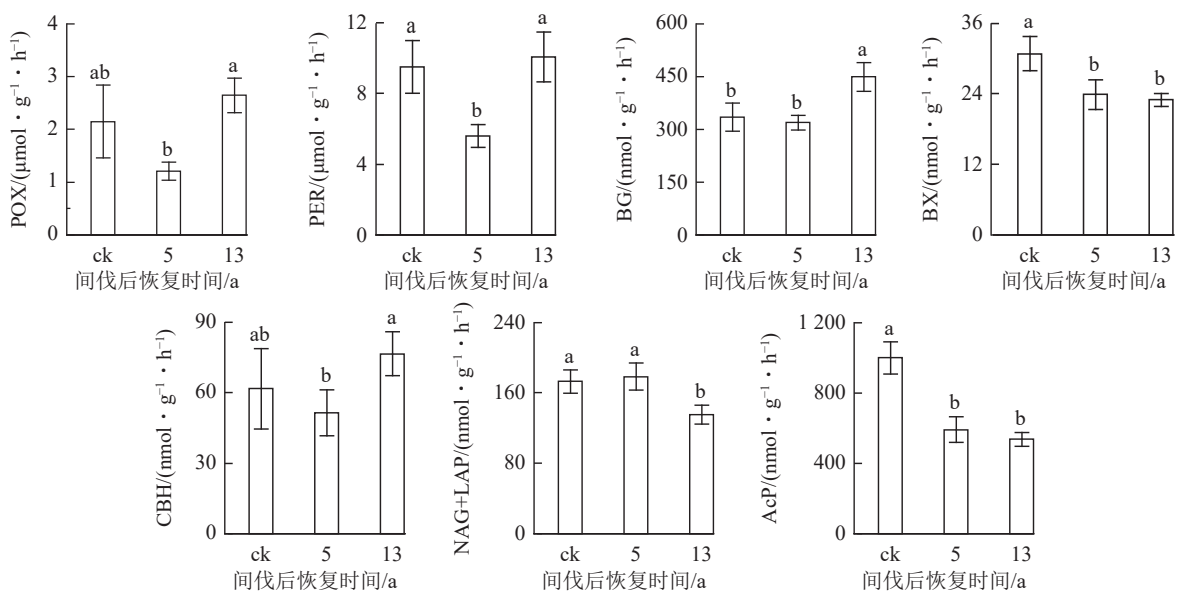 POX/(μmol·g⁻¹·h⁻¹)
4
3
2
1
0
ab
b
a
ck 5 13
间伐后恢复时间/a
PER/(μmol·g⁻¹·h⁻¹)
12
8
4
0
a
b
a
ck 5 13
间伐后恢复时间/a
BG/(nmol·g⁻¹·h⁻¹)
600
450
300
150
0
b
b
a
ck 5 13
间伐后恢复时间/a
BX/(nmol·g⁻¹·h⁻¹)
36
24
12
0
a
b
b
ck 5 13
间伐后恢复时间/a
CBH/(nmol·g⁻¹·h⁻¹)
90
60
30
0
ab
b
a
ck 5 13
间伐后恢复时间/a
NAG+LAP/(nmol·g⁻¹·h⁻¹)
240
160
80
0
a
a
b
ck 5 13
间伐后恢复时间/a
AcP/(nmol·g⁻¹·h⁻¹)
1 200
800
400
0
a
b
b
ck 5 13
间伐后恢复时间/a